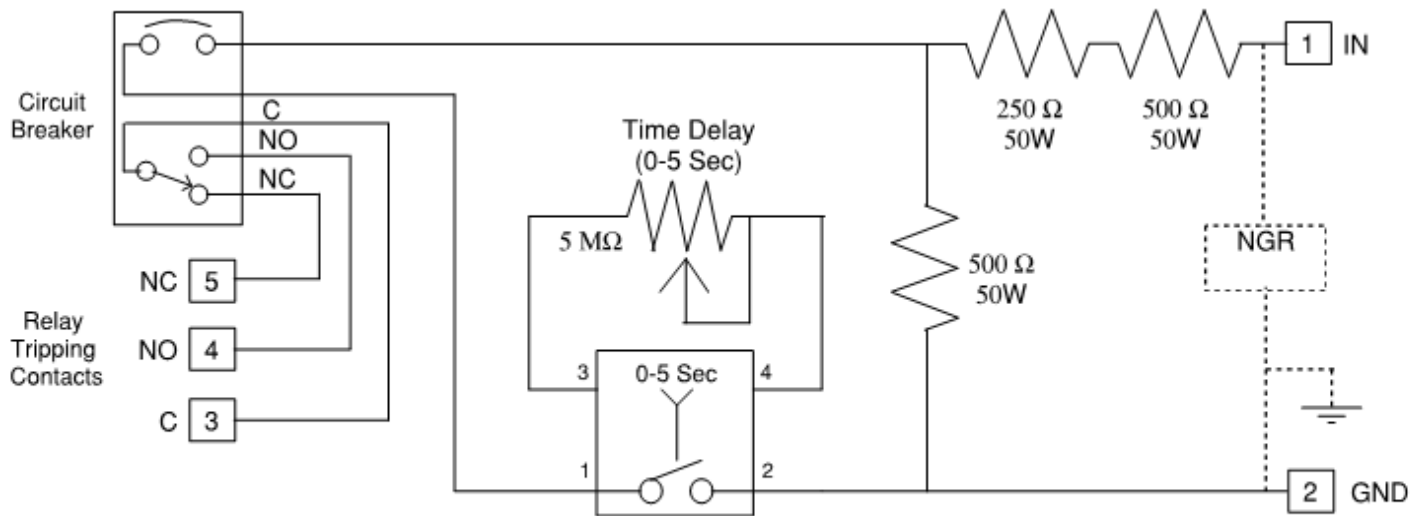 Circuit
Breaker
C
NO
NC
NC 5
NO 4
C 3
Relay
Tripping
Contacts
Time Delay
(0-5 Sec)
5 MΩ
3 0-5 Sec 4
1 2
250 Ω
50W
500 Ω
50W
500 Ω
50W
1 IN
NGR
2 GND